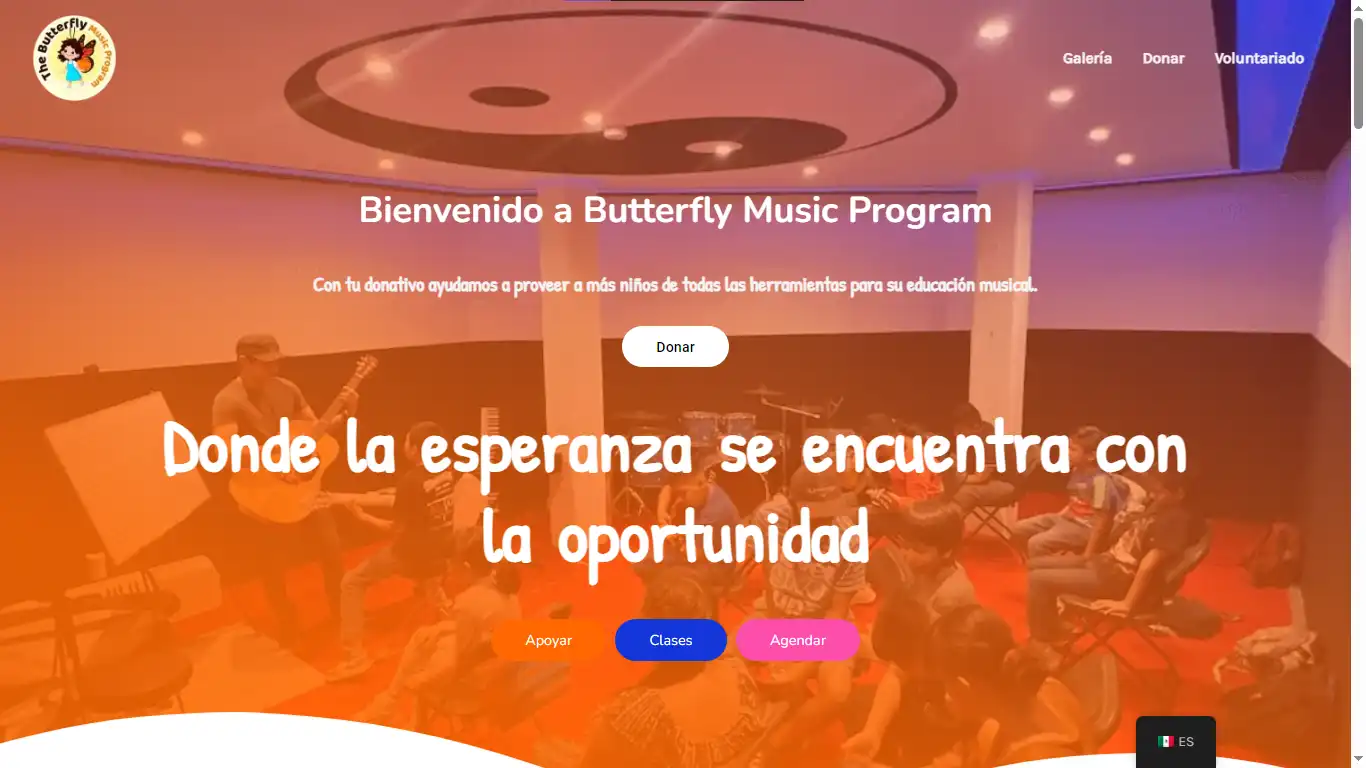 The Butterfly Music Program
Galería
Donar
Voluntariado
Bienvenido a Butterfly Music Program
Con tu donativo ayudamos a proveer a más niños de todas las herramientas para su educación musical.
Donar
Donde la esperanza se encuentra con
la oportunidad
Apoyar
Clases
Agendar
ES